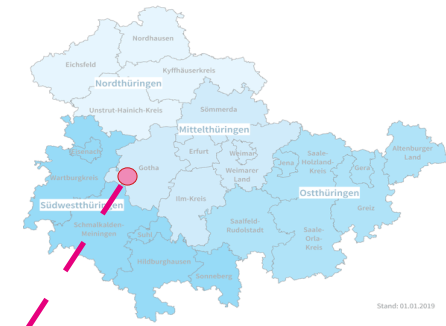 Nordhausen
Eichsfeld
Kyffhäuserkreis
Nordthüringen
Unstrut-Hainich-Kreis
Sömmerda
Mittelthüringen
Eisenach
Erfurt
Weimar
Gotha
Jena
Saale-
Holzland-
Kreis
Gera
Altenburger
Land
Wartburgkreis
Weimarer
Land
Ostthüringen
Südwestthüringen
Ilm-Kreis
Greiz
Schmalkalden-
Meiningen
Suhl
Saalfeld-
Rudolstadt
Saale-
Orla-
Kreis
Hildburghausen
Sonneberg
Stand: 01.01.2019